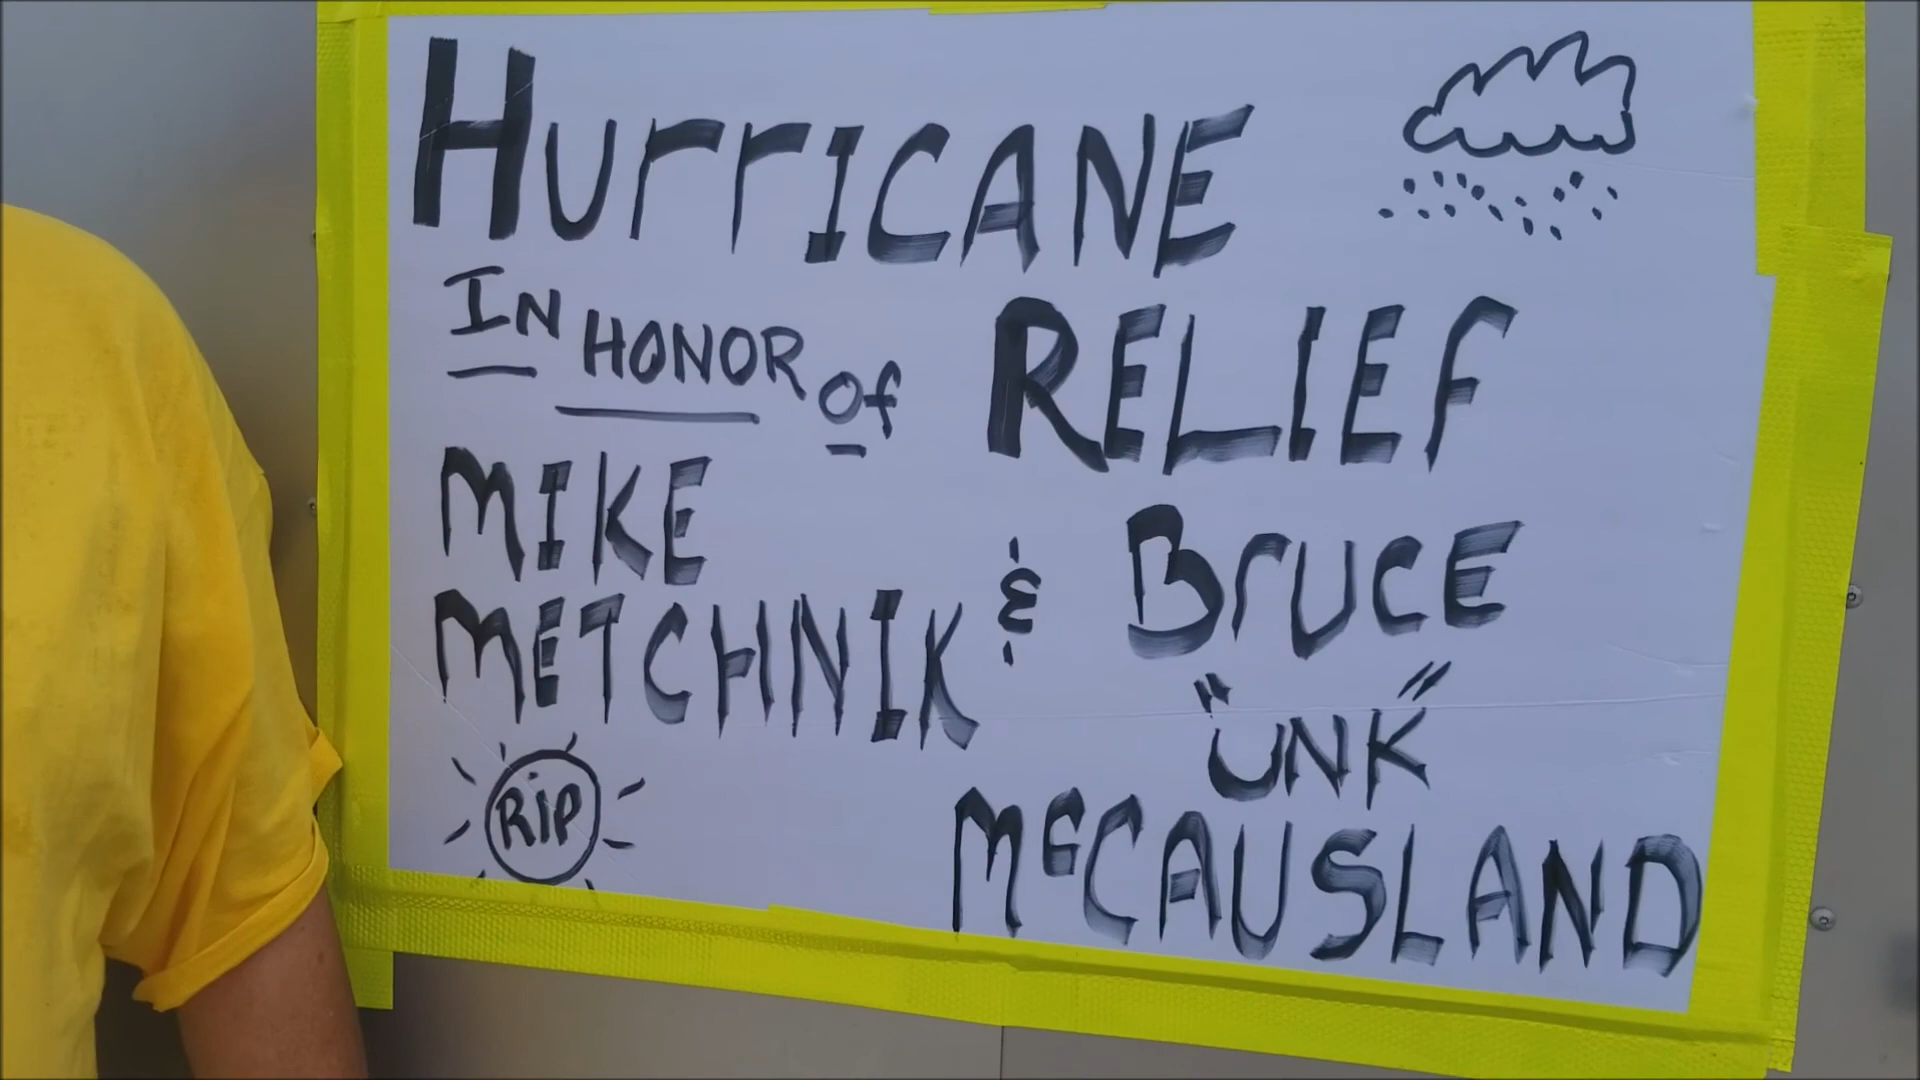 HurrICANE
RELIEF
IN HONOR Of
MIKE
METCHNIK
& BruCE
"UNK"
McCAUSLAND
RiP